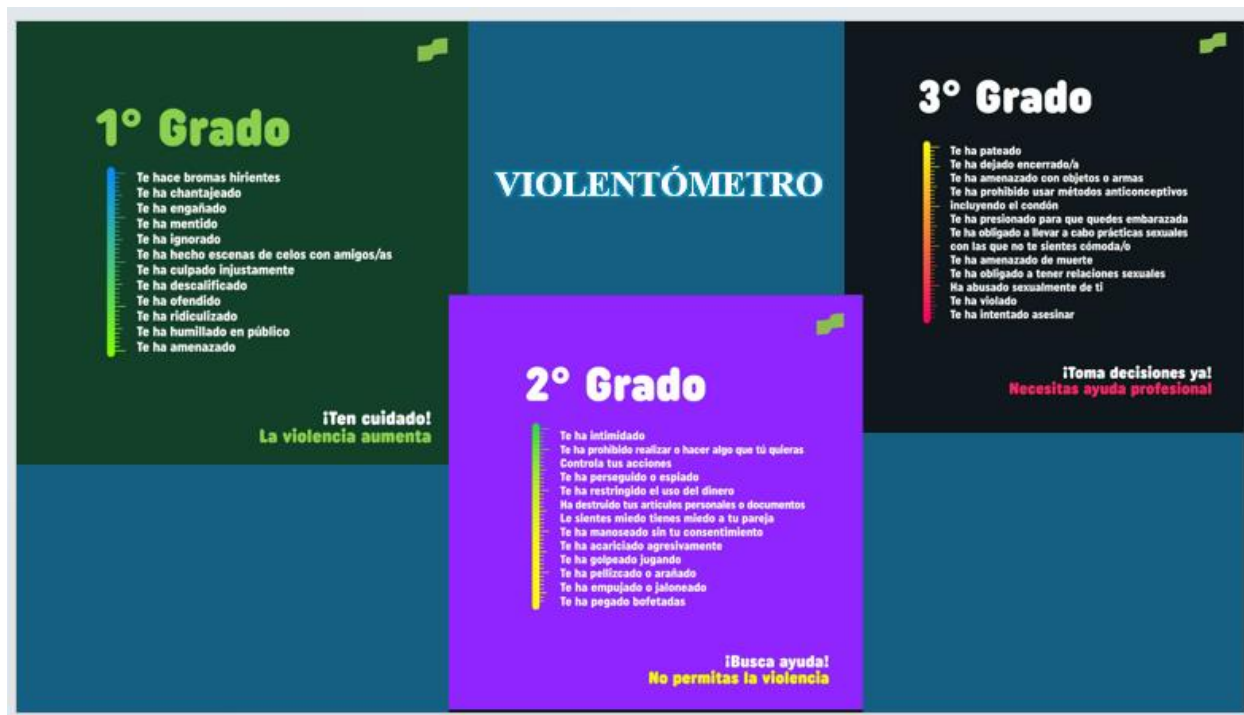 1° Grado
Te hace bromas hirientes
Te ha chantajeado
Te ha engañado
Te ha mentido
Te ha ignorado
Te ha hecho escenas de celos con amigos/as
Te ha culpado injustamente
Te ha descalificado
Te ha ofendido
Te ha ridiculizado
Te ha humillado en público
Te ha amenazado
¡Ten cuidado!
La violencia aumenta
VIOLENTÓMETRO
2° Grado
Te ha intimidado
Te ha prohibido realizar o hacer algo que tú quieras
Controla tus acciones
Te ha perseguido o espiado
Te ha restringido el uso del dinero
Ha destruido tus artículos personales o documentos
Le sientes miedo tienes miedo a tu pareja
Te ha manoseado sin tu consentimiento
Te ha acariciado agresivamente
Te ha golpeado jugando
Te ha pellizcado o arañado
Te ha empujado o jaloneado
Te ha pegado bofetadas
¡Busca ayuda!
No permitas la violencia
3° Grado
Te ha pateado
Te ha dejado encerrado/a
Te ha amenazado con objetos o armas
Te ha prohibido usar métodos anticonceptivos
incluyendo el condón
Te ha presionado para que quedes embarazada
Te ha obligado a llevar a cabo prácticas sexuales
con las que no te sientes cómoda/o
Te ha amenazado de muerte
Te ha obligado a tener relaciones sexuales
Ha abusado sexualmente de ti
Te ha violado
Te ha intentado asesinar
¡Toma decisiones ya!
Necesitas ayuda profesional